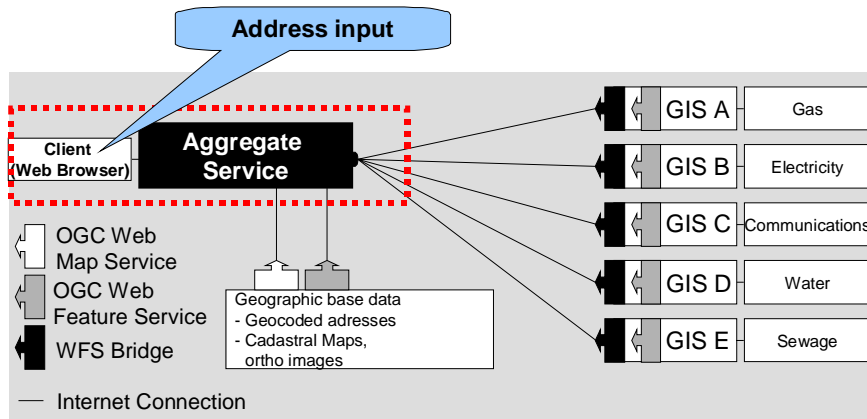 Address input
Client
(Web Browser)
Aggregate
Service
GIS A
Gas
GIS B
Electricity
GIS C
Communications
GIS D
Water
GIS E
Sewage
OGC Web
Map Service
OGC Web
Feature Service
WFS Bridge
Internet Connection
Geographic base data
- Geocoded adresses
- Cadastral Maps,
ortho images